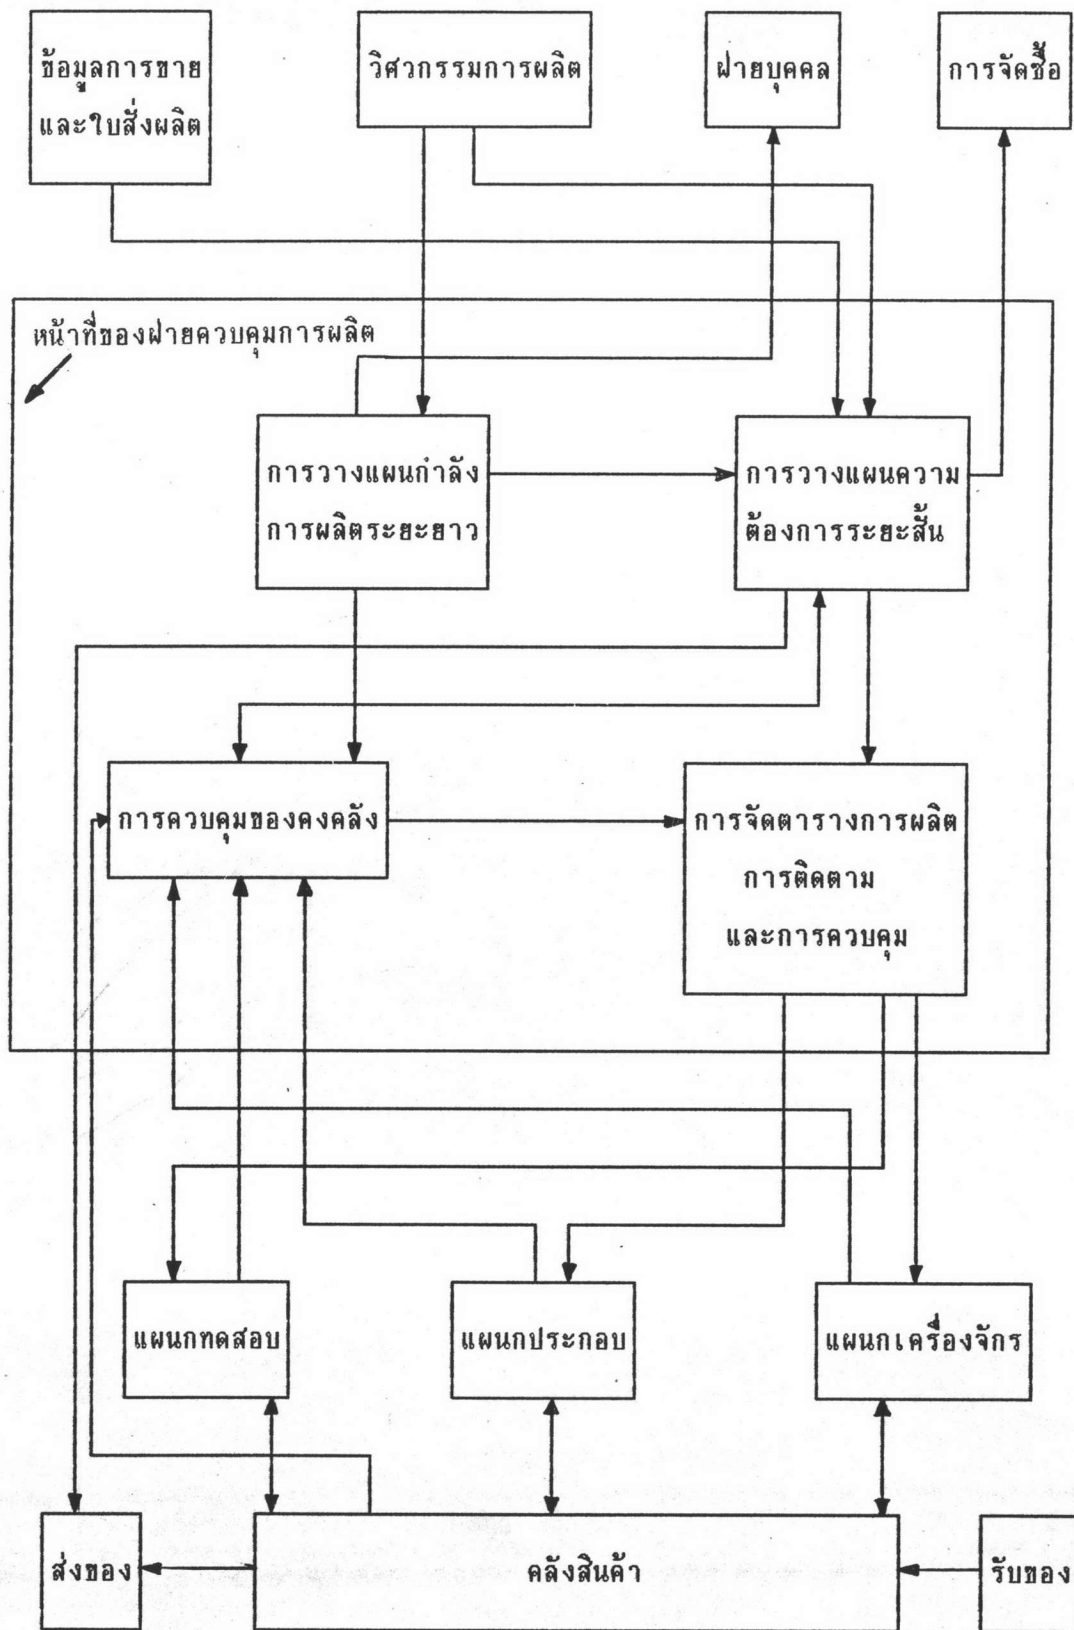 ข้อมูลการขาย
และใบสั่งผลิต
วิศวกรรมการผลิต
ฝ่ายบุคคล
การจัดซื้อ
หน้าที่ของฝ่ายควบคุมการผลิต
การวางแผนกำลัง
การผลิตระยะยาว
การวางแผนความ
ต้องการระยะสั้น
การควบคุมของคงคลัง
การจัดตารางการผลิต
การติดตาม
และการควบคุม
แผนกทดสอบ
แผนกประกอบ
แผนกเครื่องจักร
ส่งของ
คลังสินค้า
รับของ